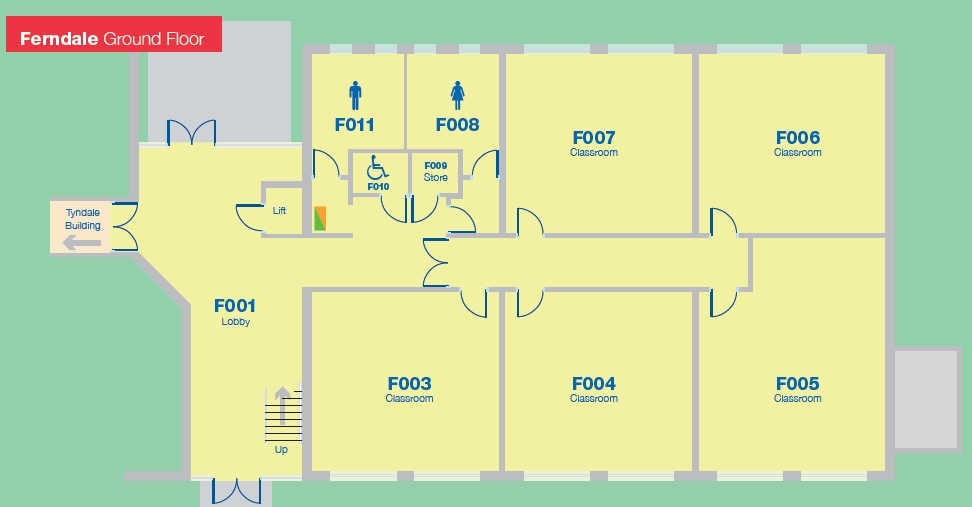 Ferndale Ground Floor
F011
F008
F007
Classroom
F006
Classroom
F010
F009
Store
Tyndale
Building
Lift
F001
Lobby
F003
Classroom
F004
Classroom
F005
Classroom
Up